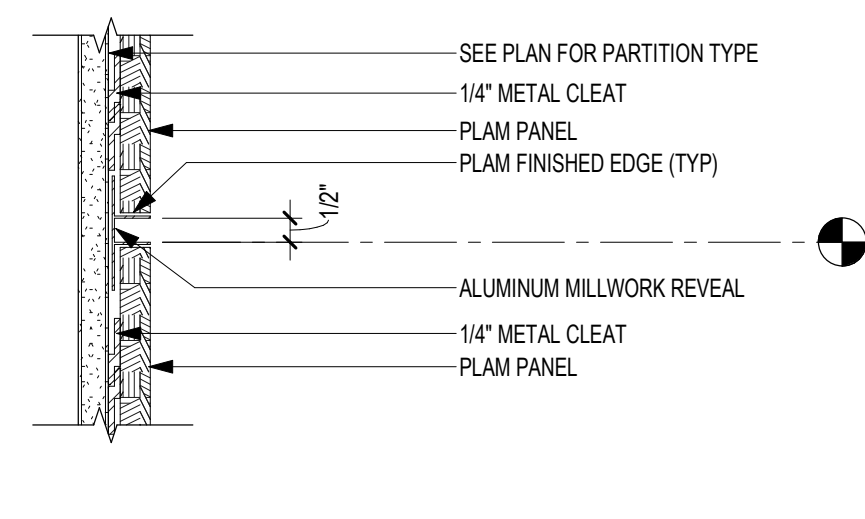 SEE PLAN FOR PARTITION TYPE
1/4" METAL CLEAT
PLAM PANEL
PLAM FINISHED EDGE (TYP)
1/2"
ALUMINUM MILLWORK REVEAL
1/4" METAL CLEAT
PLAM PANEL